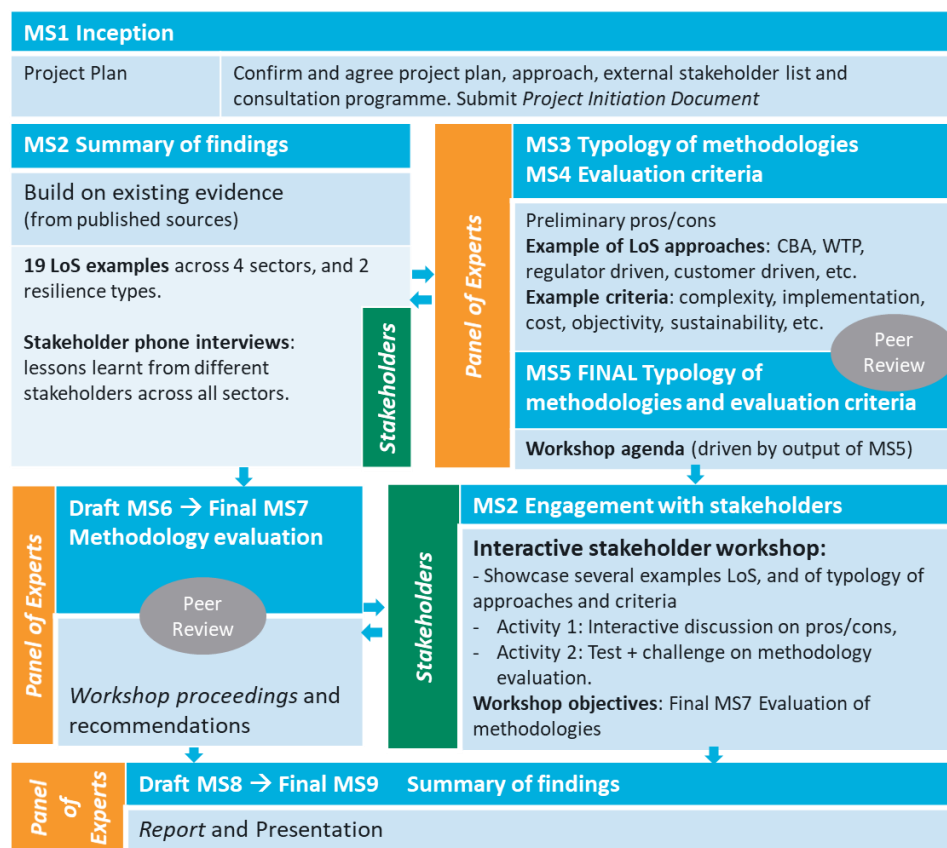 MS1 Inception
Project Plan
Confirm and agree project plan, approach, external stakeholder list and
consultation programme. Submit Project Initiation Document
MS2 Summary of findings
Build on existing evidence
(from published sources)
19 LoS examples across 4 sectors, and 2
resilience types.
Stakeholder phone interviews:
lessons learnt from different
stakeholders across all sectors.
Stakeholders
Panel of Experts
MS3 Typology of methodologies
MS4 Evaluation criteria
Preliminary pros/cons
Example of LoS approaches: CBA, WTP,
regulator driven, customer driven, etc.
Example criteria: complexity, implementation,
cost, objectivity, sustainability, etc.
Peer
Review
MS5 FINAL Typology of
methodologies and evaluation criteria
Workshop agenda (driven by output of MS5)
Panel of Experts
Draft MS6 → Final MS7
Methodology evaluation
Peer
Review
Workshop proceedings and
recommendations
Stakeholders
MS2 Engagement with stakeholders
Interactive stakeholder workshop:
- Showcase several examples LoS, and of typology of
approaches and criteria
- Activity 1: Interactive discussion on pros/cons,
- Activity 2: Test + challenge on methodology
evaluation.
Workshop objectives: Final MS7 Evaluation of
methodologies
Panel
of
Experts
Draft MS8 → Final MS9 Summary of findings
Report and Presentation